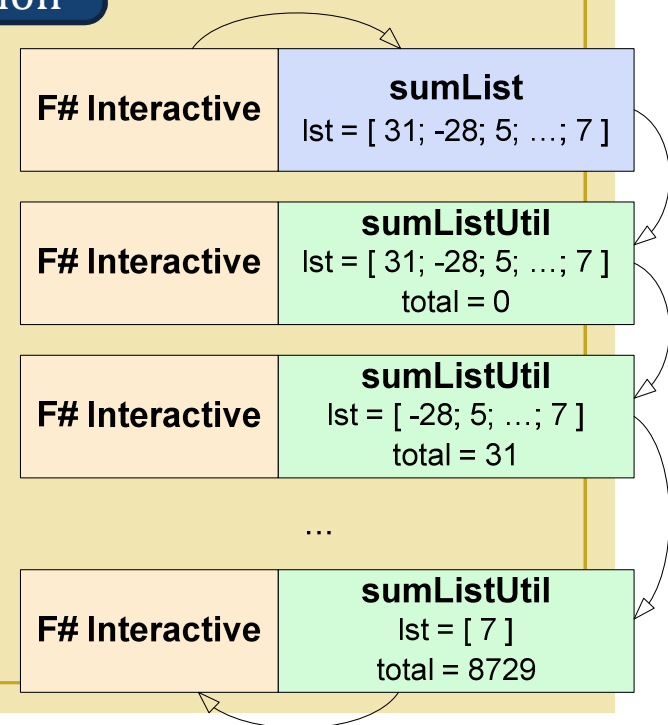 F# Interactive
sumList
lst = [ 31; -28; 5; …; 7 ]
F# Interactive
sumListUtil
lst = [ 31; -28; 5; …; 7 ]
total = 0
F# Interactive
sumListUtil
lst = [ -28; 5; …; 7 ]
total = 31
...
F# Interactive
sumListUtil
lst = [ 7 ]
total = 8729